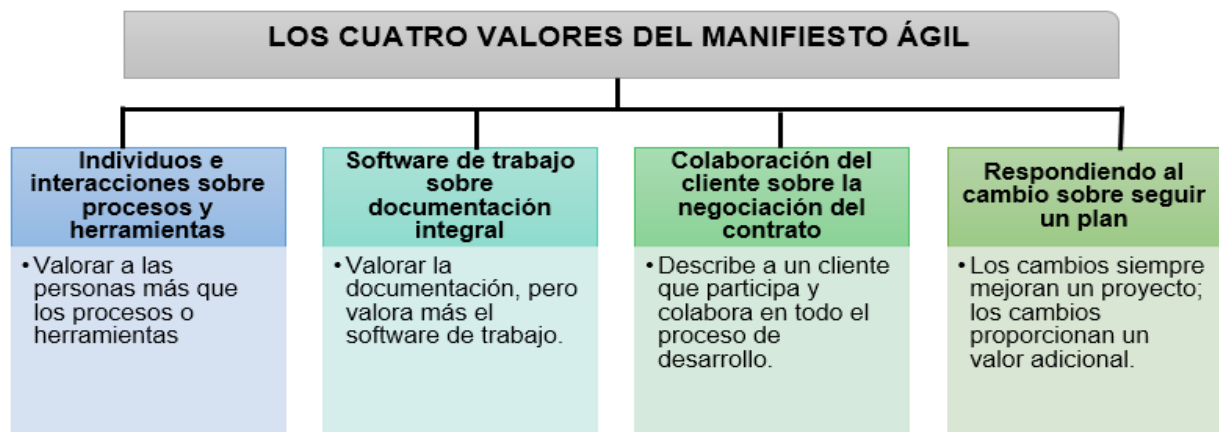 LOS CUATRO VALORES DEL MANIFIESTO ÁGIL
Individuos e
interacciones sobre
procesos y
herramientas
• Valorar a las
personas más que
los procesos o
herramientas
Software de trabajo
sobre
documentación
integral
• Valorar la
documentación, pero
valora más el
software de trabajo.
Colaboración del
cliente sobre la
negociación del
contrato
• Describe a un cliente
que participa y
colabora en todo el
proceso de
desarrollo.
Respondiendo al
cambio sobre seguir
un plan
• Los cambios siempre
mejoran un proyecto;
los cambios
proporcionan un
valor adicional.